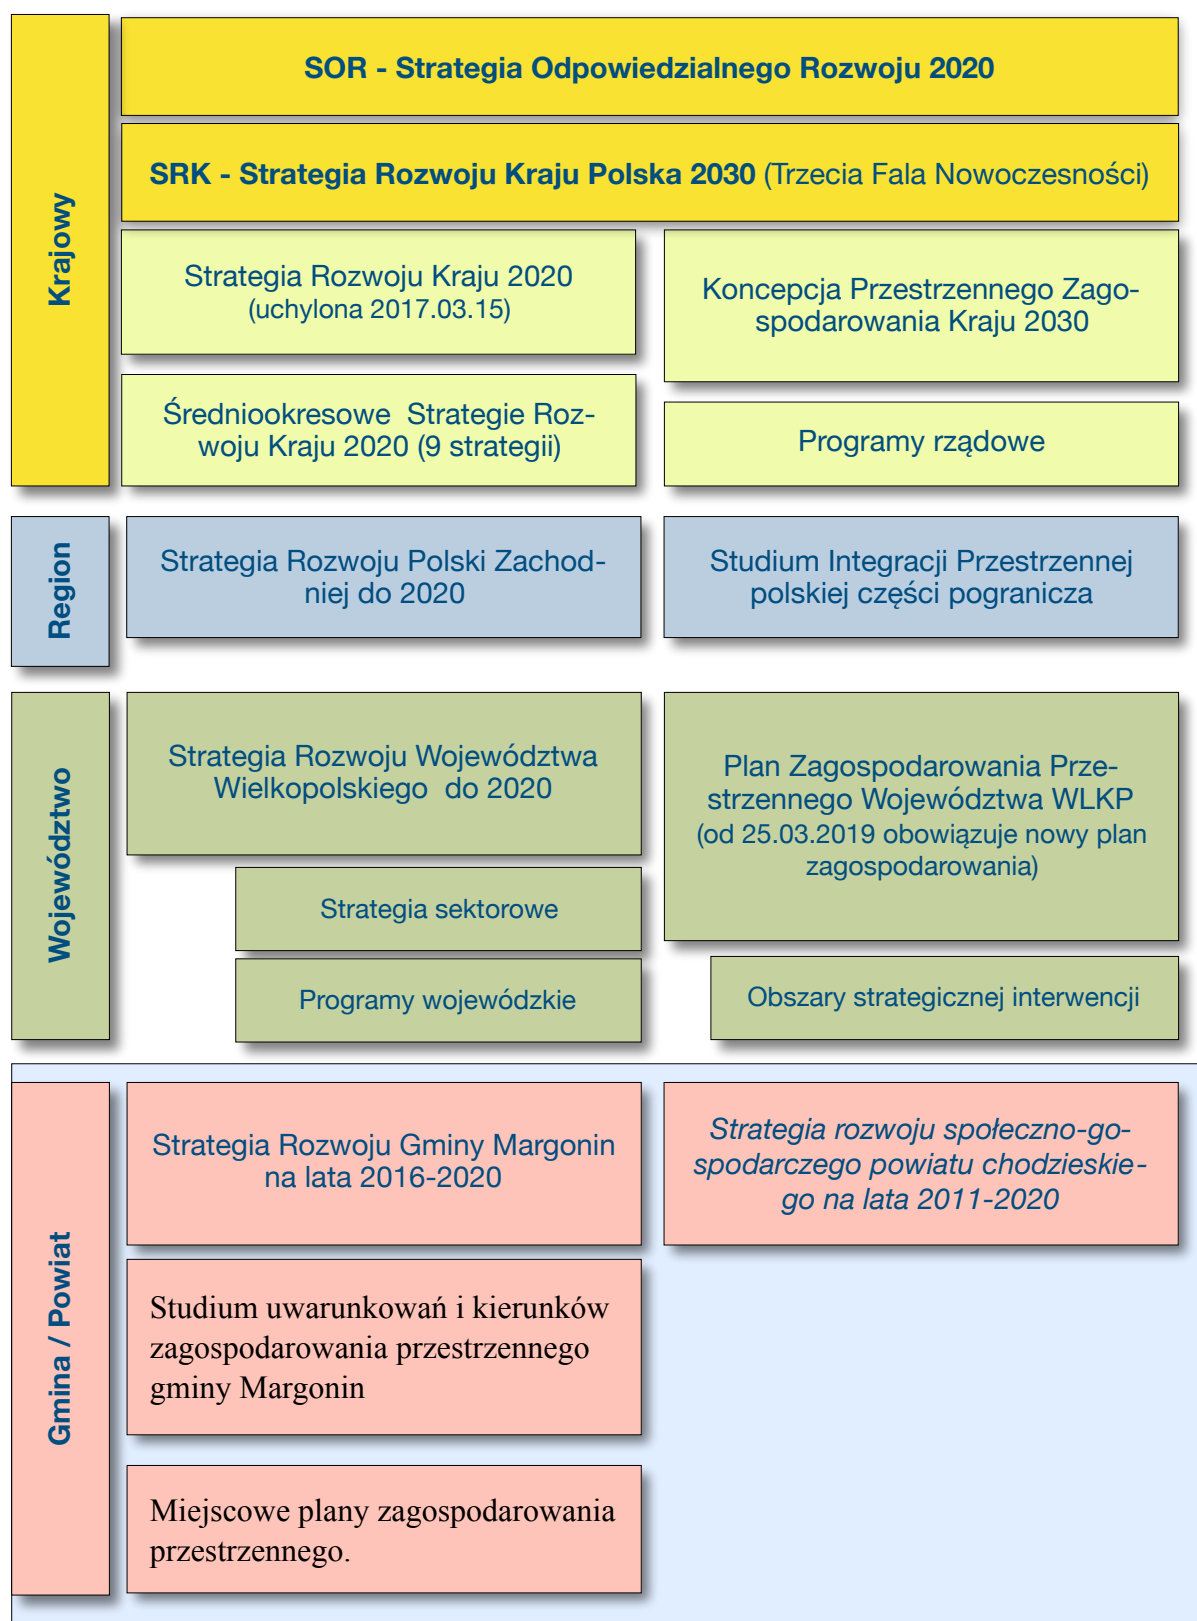 Krajowy
SOR - Strategia Odpowiedzialnego Rozwoju 2020
SRK - Strategia Rozwoju Kraju Polska 2030 (Trzecia Fala Nowoczesności)
Strategia Rozwoju Kraju 2020
(uchylona 2017.03.15)
Koncepcja Przestrzennego Zago-
spodarowania Kraju 2030
Średniookresowe  Strategie Roz-
woju Kraju 2020 (9 strategii)
Programy rządowe
Region
Strategia Rozwoju Polski Zachod-
niej do 2020
Studium Integracji Przestrzennej
polskiej części pogranicza
Województwo
Strategia Rozwoju Województwa
Wielkopolskiego  do 2020
Plan Zagospodarowania Prze-
strzennego Województwa WLKP
(od 25.03.2019 obowiązuje nowy plan
zagospodarowania)
Strategia sektorowe
Programy wojewódzkie
Obszary strategicznej interwencji
Gmina / Powiat
Strategia Rozwoju Gminy Margonin
na lata 2016-2020
Strategia rozwoju społeczno-go-
spodarczego powiatu chodzieskie-
go na lata 2011-2020
Studium uwarunkowań i kierunków
zagospodarowania przestrzennego
gminy Margonin
Miejscowe plany zagospodarowania
przestrzennego.